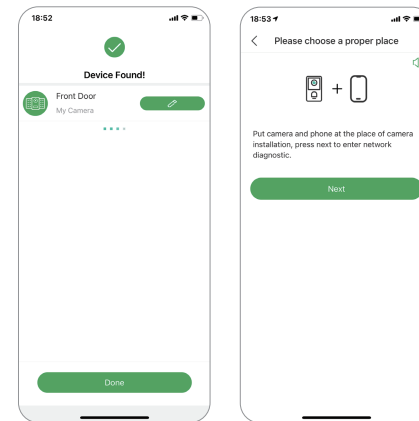 18:52
Device Found!
Front Door
My Camera
Done
18:53
Please choose a proper place
Put camera and phone at the place of camera
installation, press next to enter network
diagnostic.
Next